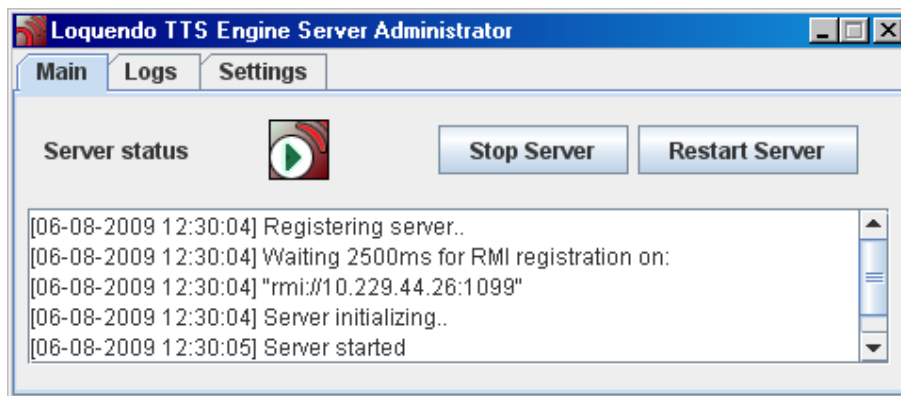 Loquendo TTS Engine Server Administrator
Main Logs Settings
Server status Stop Server Restart Server
[06-08-2009 12:30:04] Registering server..
[06-08-2009 12:30:04] Waiting 2500ms for RMI registration on:
[06-08-2009 12:30:04] "rmi://10.229.44.26:1099"
[06-08-2009 12:30:04] Server initializing..
[06-08-2009 12:30:05] Server started